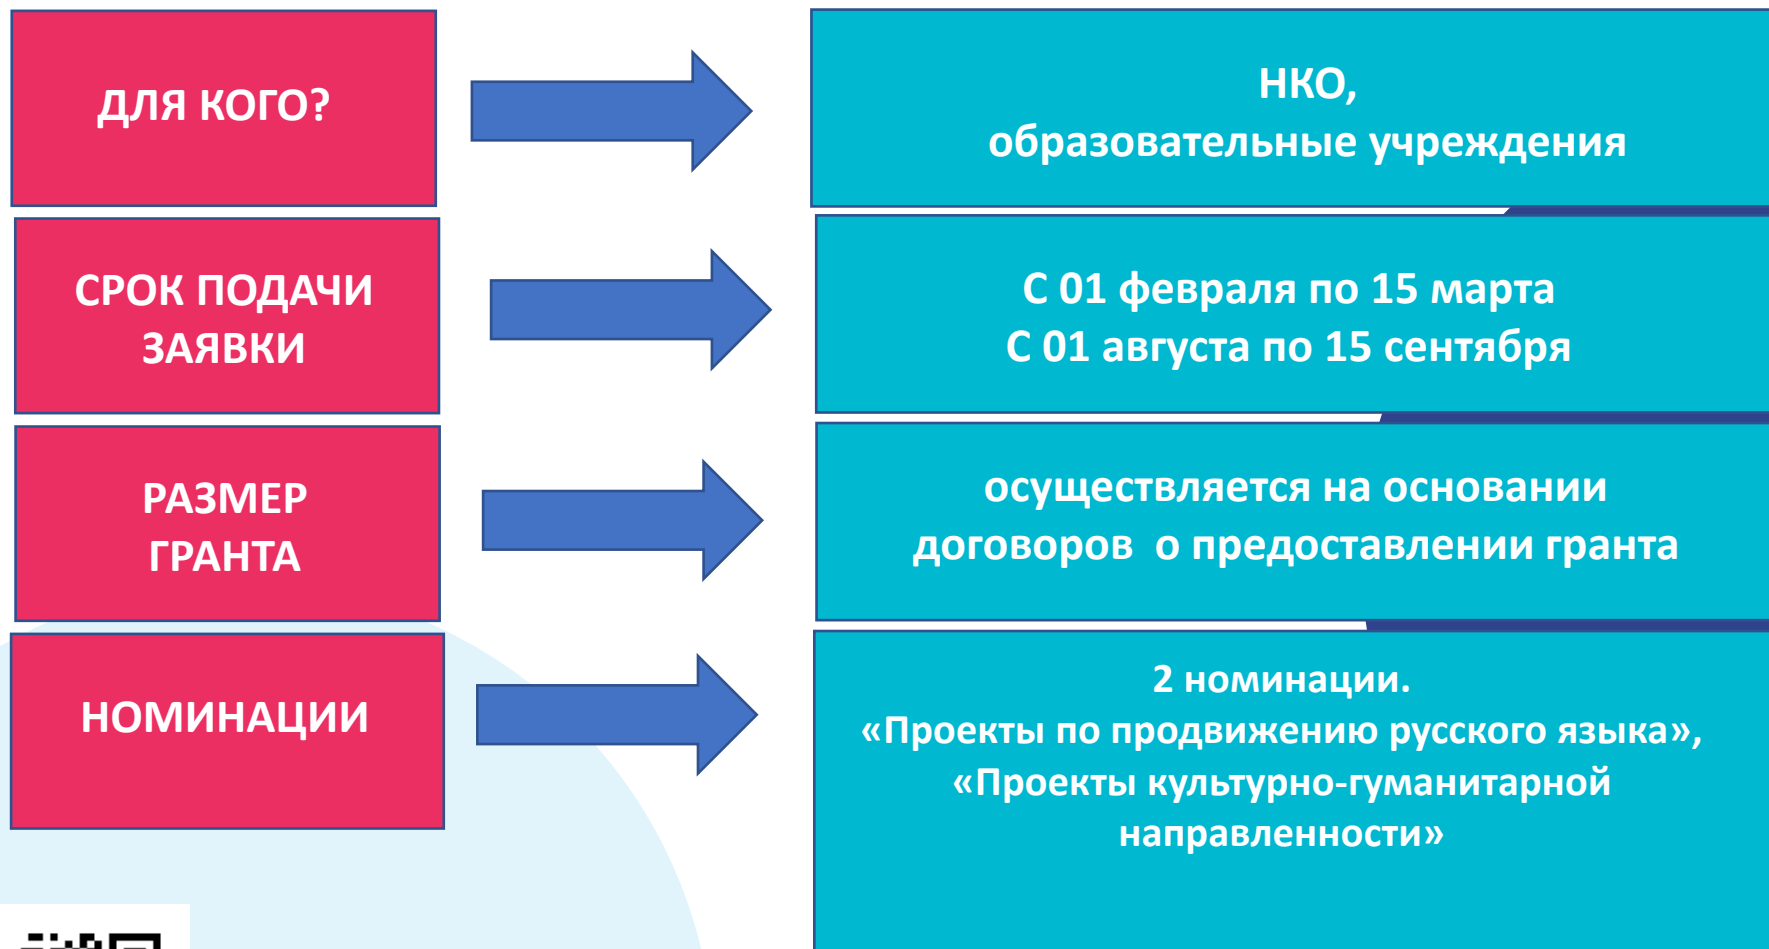 ДЛЯ КОГО?
НКО,
образовательные учреждения
СРОК ПОДАЧИ
ЗАЯВКИ
С 01 февраля по 15 марта
С 01 августа по 15 сентября
РАЗМЕР
ГРАНТА
осуществляется на основании
договоров о предоставлении гранта
НОМИНАЦИИ
2 номинации.
«Проекты по продвижению русского языка»,
«Проекты культурно-гуманитарной
направленности»